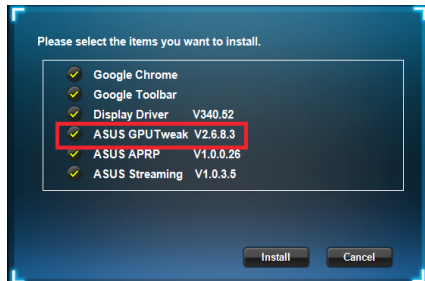 Please select the items you want to install.
Google Chrome
Google Toolbar
Display Driver V340.52
ASUS GPUTweak V2.6.8.3
ASUS APRP V1.0.0.26
ASUS Streaming V1.0.3.5
Install Cancel